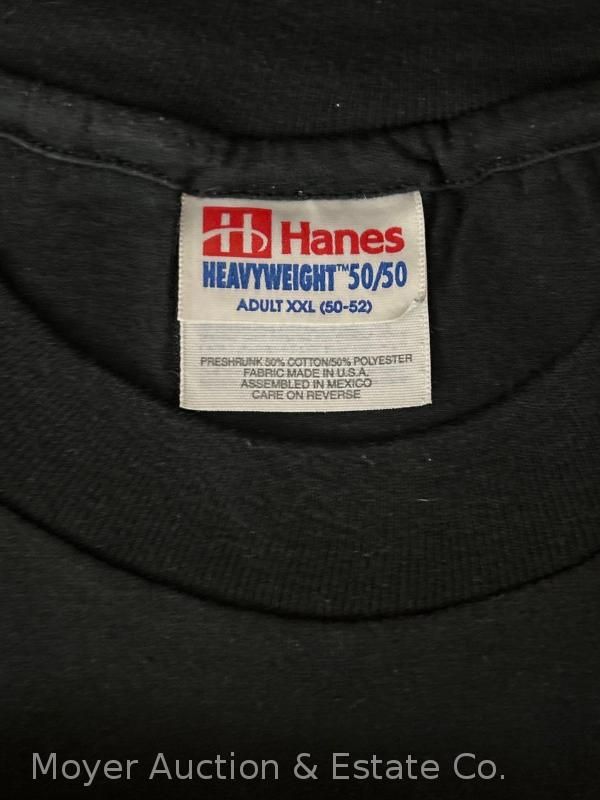 Hanes
HEAVYWEIGHT™50/50
ADULT XXL (50-52)
PRESHRUNK 50% COTTON/50% POLYESTER
FABRIC MADE IN U.S.A.
ASSEMBLED IN MEXICO
CARE ON REVERSE
Moyer Auction & Estate Co.